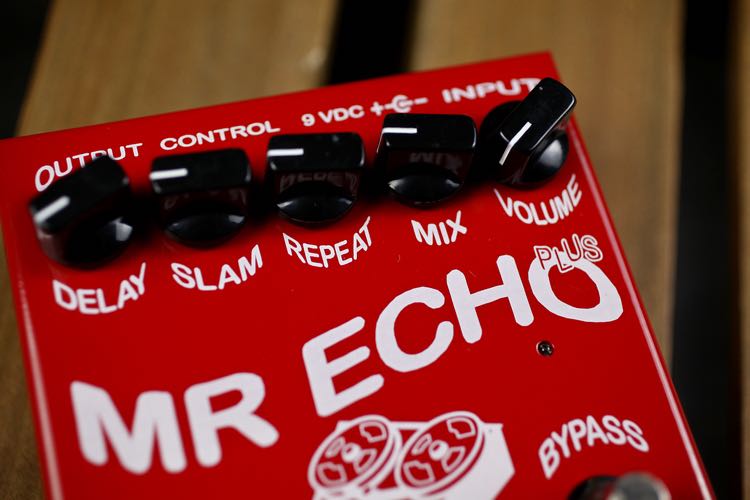 OUTPUT CONTROL 9 VDC +-C-- INPUT
DELAY SLAM REPEAT MIX VOLUME
PLUS
MR ECHO
BYPASS